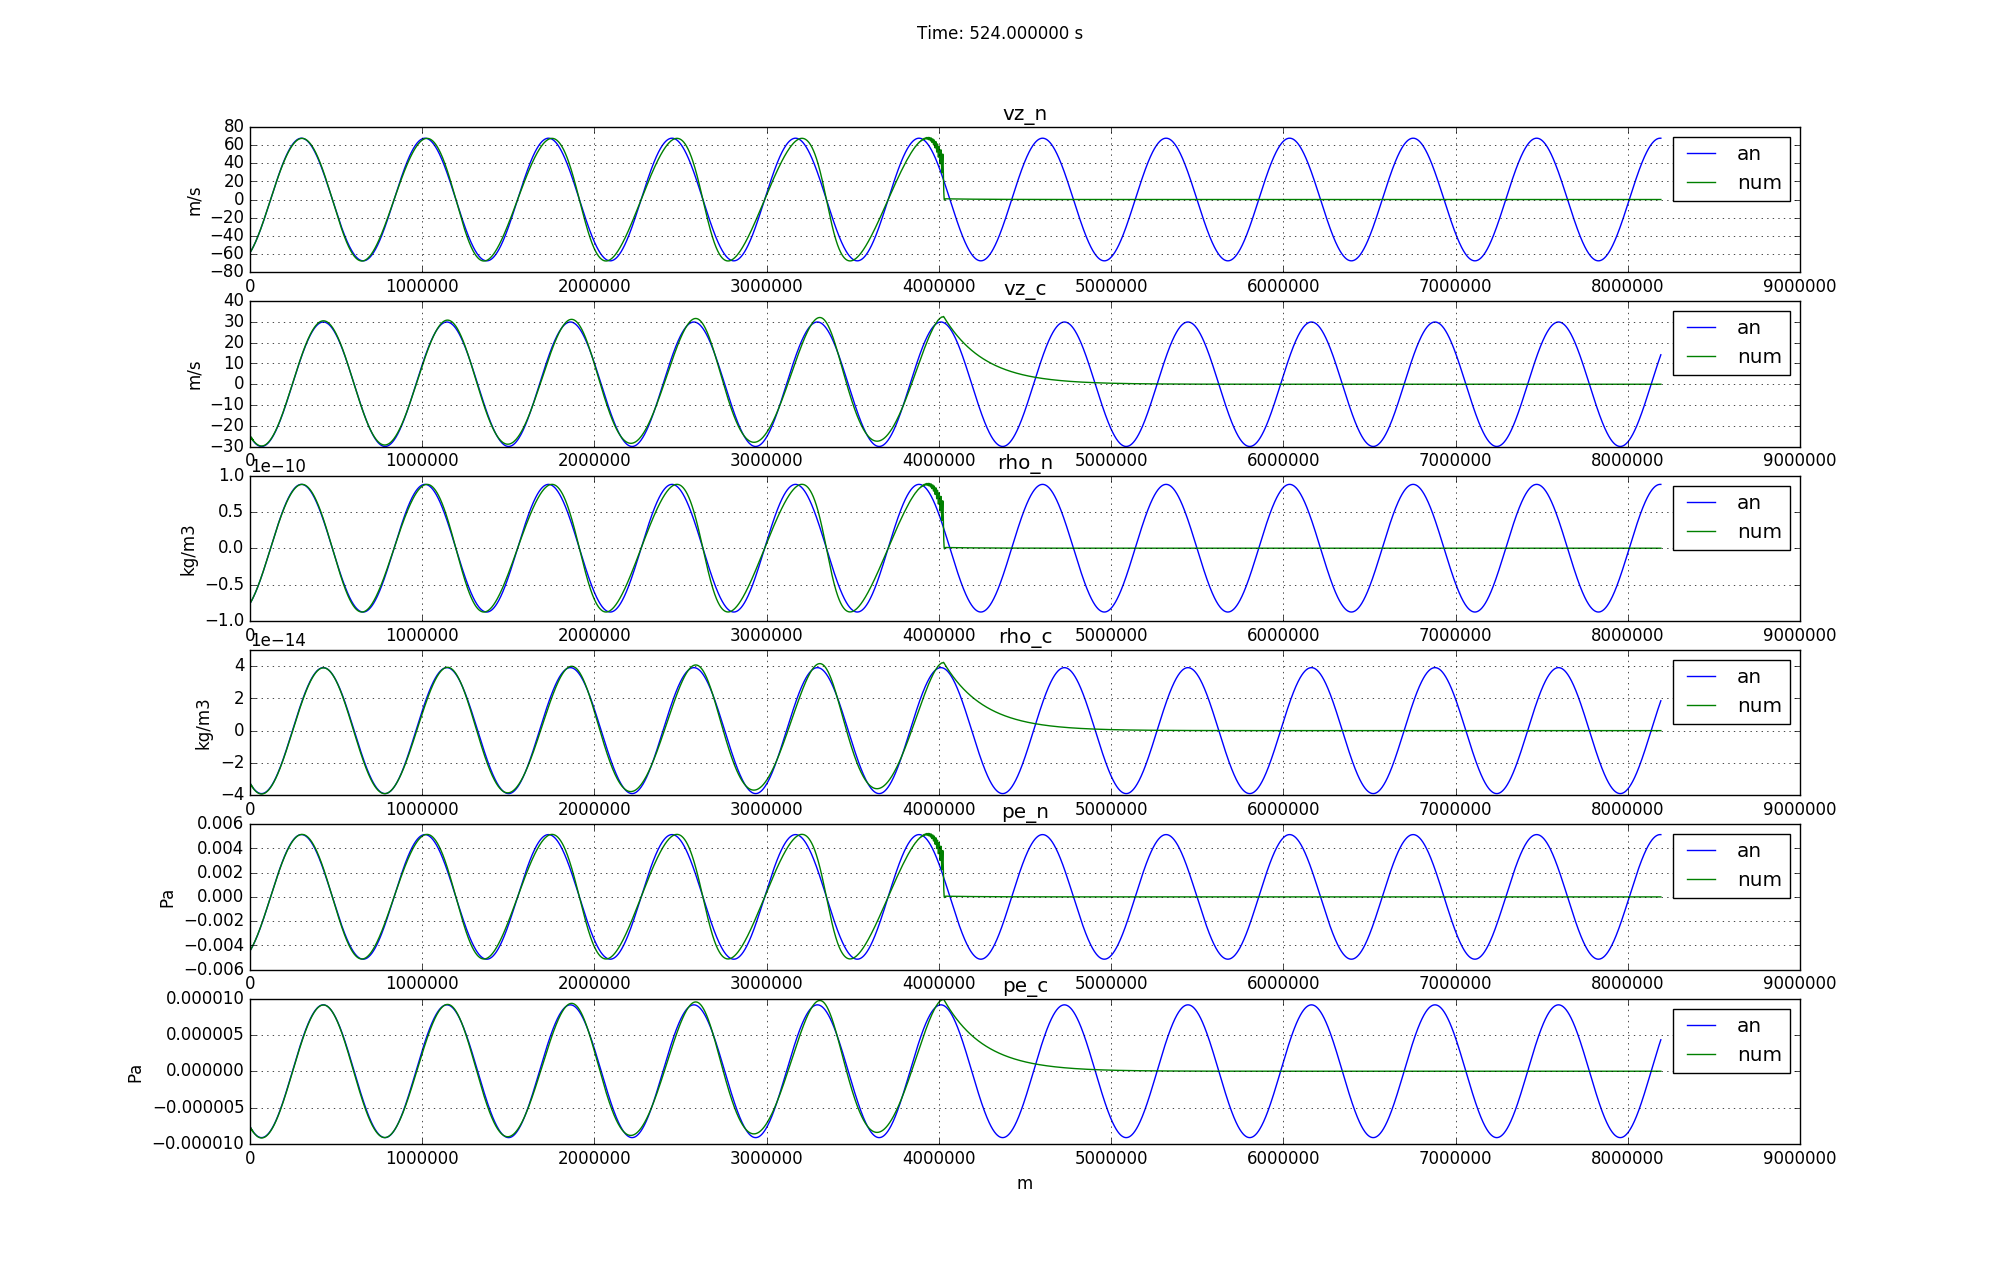 Time: 524.000000 s
vz_n
80
60
40
20
0
−20
−40
−60
−80
m/s
an
num
0 1000000 2000000 3000000 4000000 5000000 6000000 7000000 8000000 9000000
vz_c
40
30
20
10
0
−10
−20
−30
m/s
an
num
0 1000000 2000000 3000000 4000000 5000000 6000000 7000000 8000000 9000000
1e−10
rho_n
1.0
0.5
0.0
−0.5
−1.0
kg/m3
an
num
0 1000000 2000000 3000000 4000000 5000000 6000000 7000000 8000000 9000000
1e−14
rho_c
4
2
0
−2
−4
kg/m3
an
num
0 1000000 2000000 3000000 4000000 5000000 6000000 7000000 8000000 9000000
pe_n
0.006
0.004
0.002
0.000
−0.002
−0.004
−0.006
Pa
an
num
0 1000000 2000000 3000000 4000000 5000000 6000000 7000000 8000000 9000000
pe_c
0.000010
0.000005
0.000000
−0.000005
−0.000010
Pa
an
num
0 1000000 2000000 3000000 4000000 5000000 6000000 7000000 8000000 9000000
m